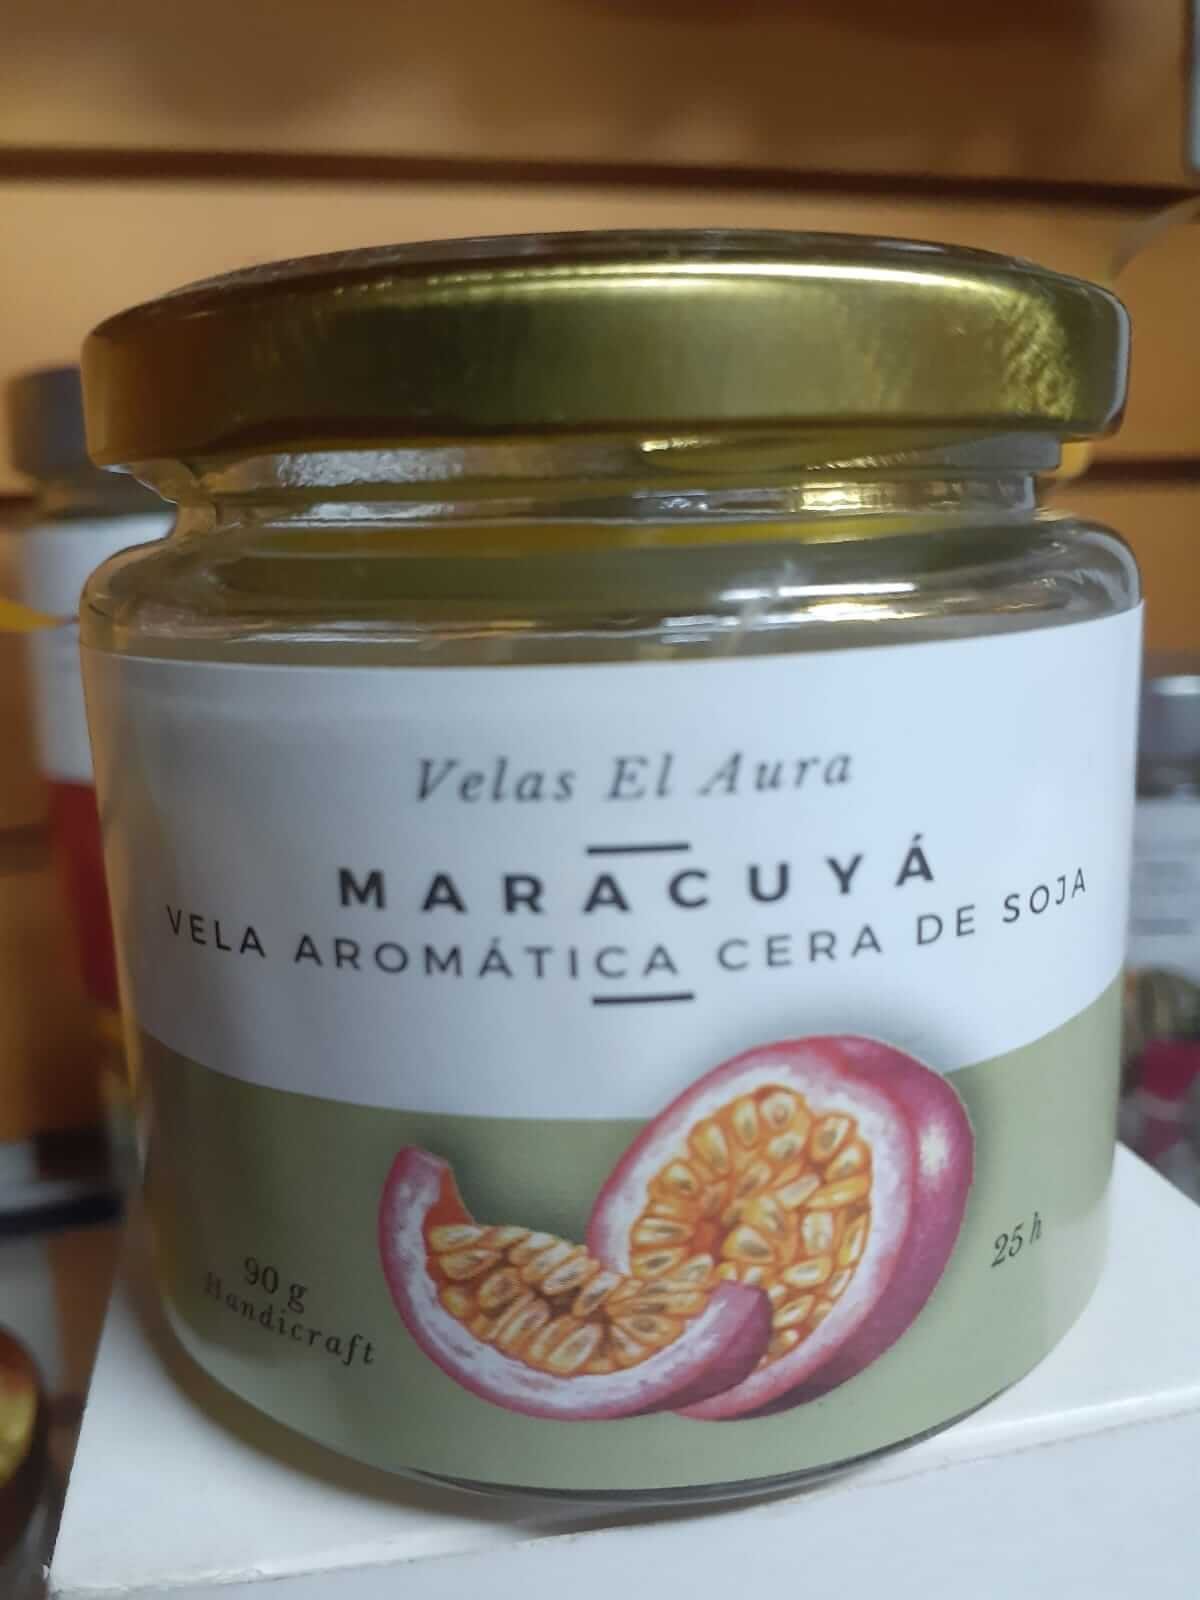 Velas El Aura
MARACUYÁ
VELA AROMÁTICA CERA DE SOJA
90 g
Handicraft
25 h